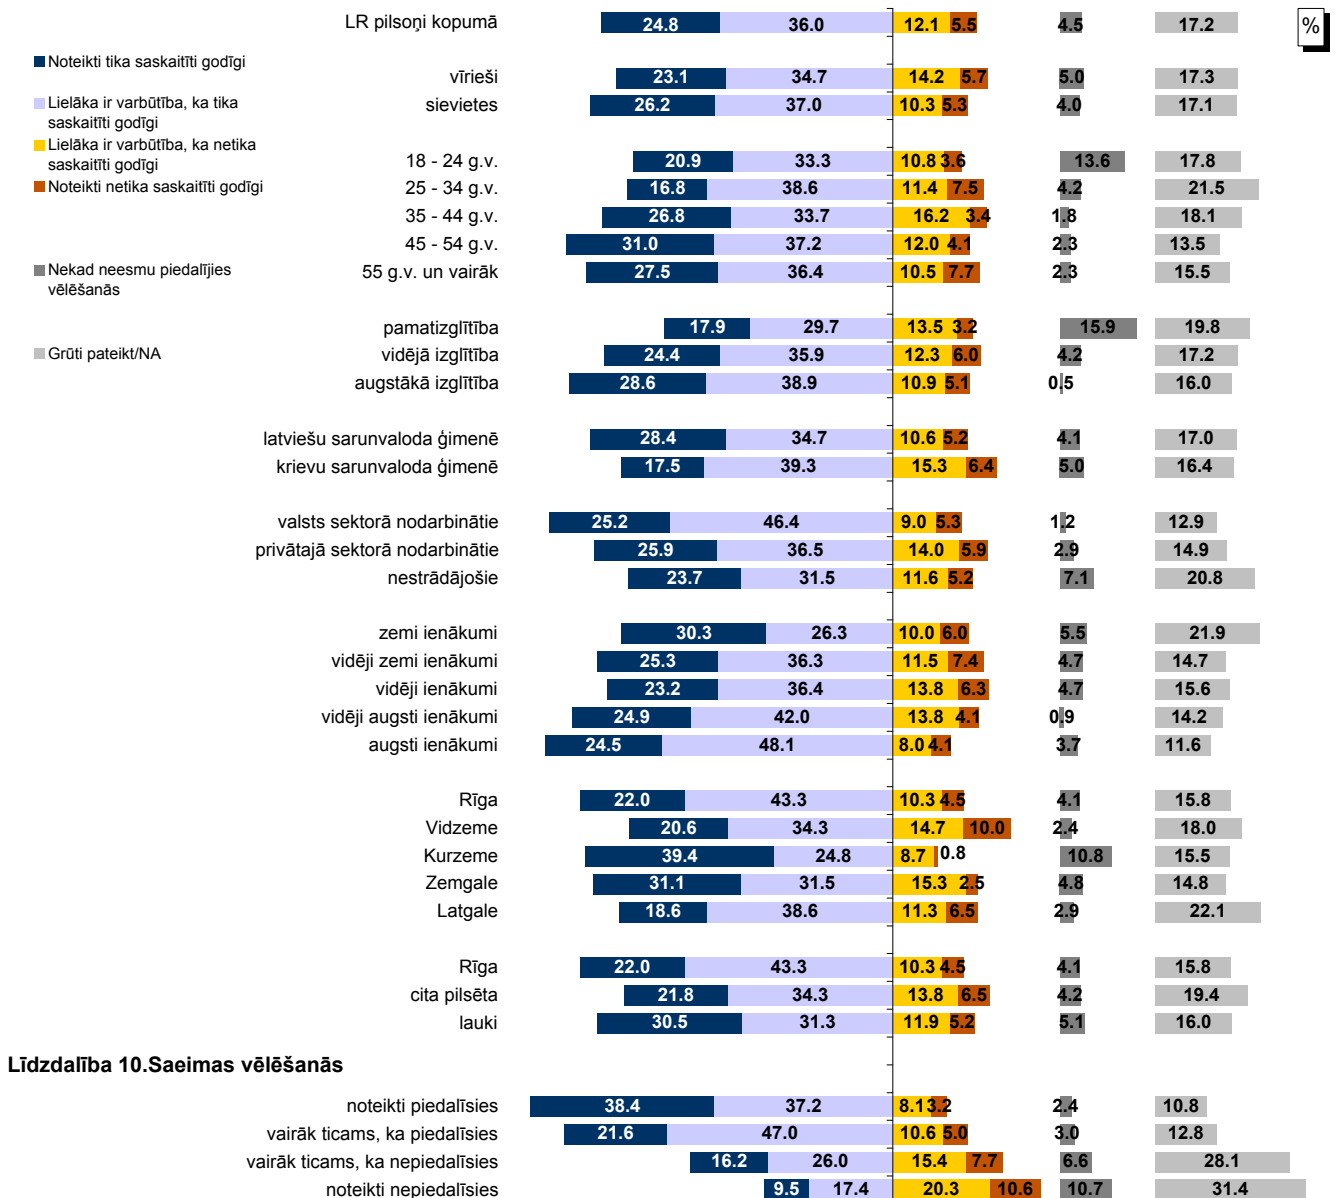 LR pilsoņi kopumā 24.8 36.0 12.1 5.5 4.5 17.2 %
Noteikti tika saskaitīti godīgi
vīrieši 23.1 34.7 14.2 5.7 5.0 17.3
Lielāka ir varbūtība, ka tika
saskaitīti godīgi
sievietes 26.2 37.0 10.3 5.3 4.0 17.1
Lielāka ir varbūtība, ka netika
saskaitīti godīgi
18 - 24 g.v. 20.9 33.3 10.8 3.6 13.6 17.8
Noteikti netika saskaitīti godīgi
25 - 34 g.v. 16.8 38.6 11.4 7.5 4.2 21.5
35 - 44 g.v. 26.8 33.7 16.2 3.4 1.8 18.1
45 - 54 g.v. 31.0 37.2 12.0 4.1 2.3 13.5
Nekad neesmu piedalījies
vēlēšanās
55 g.v. un vairāk 27.5 36.4 10.5 7.7 2.3 15.5
pamatizglītība 17.9 29.7 13.5 3.2 15.9 19.8
Grūti pateikt/NA
vidējā izglītība 24.4 35.9 12.3 6.0 4.2 17.2
augstākā izglītība 28.6 38.9 10.9 5.1 0.5 16.0
latviešu sarunvaloda ģimenē 28.4 34.7 10.6 5.2 4.1 17.0
krievu sarunvaloda ģimenē 17.5 39.3 15.3 6.4 5.0 16.4
valsts sektorā nodarbinātie 25.2 46.4 9.0 5.3 1.2 12.9
privātajā sektorā nodarbinātie 25.9 36.5 14.0 5.9 2.9 14.9
nestrādājošie 23.7 31.5 11.6 5.2 7.1 20.8
zemi ienākumi 30.3 26.3 10.0 6.0 5.5 21.9
vidēji zemi ienākumi 25.3 36.3 11.5 7.4 4.7 14.7
vidēji ienākumi 23.2 36.4 13.8 6.3 4.7 15.6
vidēji augsti ienākumi 24.9 42.0 13.8 4.1 0.9 14.2
augsti ienākumi 24.5 48.1 8.0 4.1 3.7 11.6
Rīga 22.0 43.3 10.3 4.5 4.1 15.8
Vidzeme 20.6 34.3 14.7 10.0 2.4 18.0
Kurzeme 39.4 24.8 8.7 0.8 10.8 15.5
Zemgale 31.1 31.5 15.3 2.5 4.8 14.8
Latgale 18.6 38.6 11.3 6.5 2.9 22.1
Rīga 22.0 43.3 10.3 4.5 4.1 15.8
cita pilsēta 21.8 34.3 13.8 6.5 4.2 19.4
lauki 30.5 31.3 11.9 5.2 5.1 16.0
Līdzdalība 10.Saeimas vēlēšanās
noteikti piedalīsies 38.4 37.2 8.1 3.2 2.4 10.8
vairāk ticams, ka piedalīsies 21.6 47.0 10.6 5.0 3.0 12.8
vairāk ticams, ka nepiedalīsies 16.2 26.0 15.4 7.7 6.6 28.1
noteikti nepiedalīsies 9.5 17.4 20.3 10.6 10.7 31.4